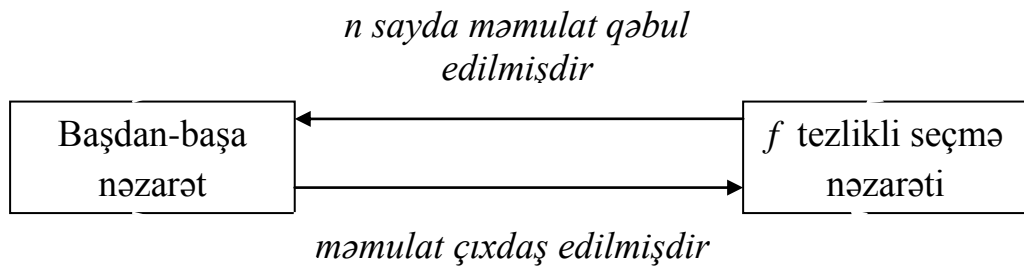 n sayda məmulat qəbul
edilmişdir
Başdan-başa
nəzarət
f tezlikli seçmə
nəzarəti
məmulat çıxdaş edilmişdir